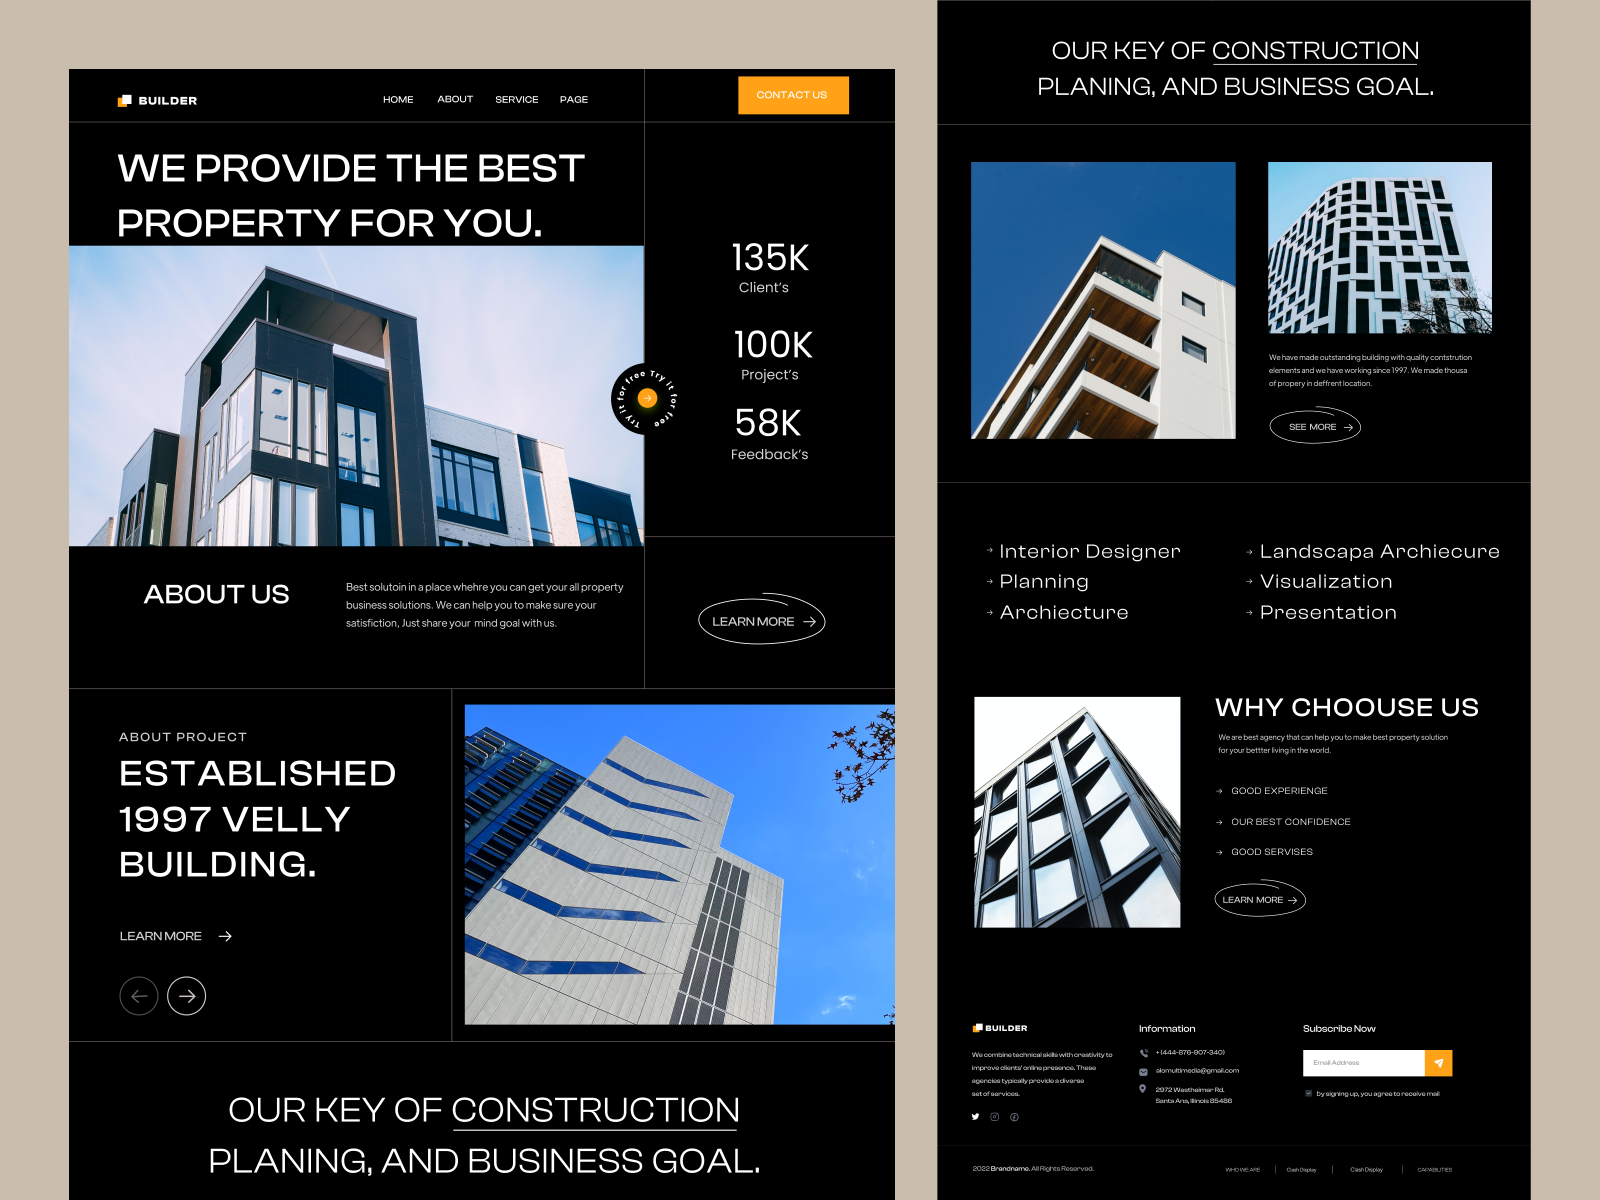 BUILDER
HOME ABOUT SERVICE PAGE
CONTACT US
WE PROVIDE THE BEST
PROPERTY FOR YOU.
135K
Client's
100K
Project's
58K
Feedback's
Try it for free Try it for free
ABOUT US
Best solutoin in a place whehre you can get your all property
business solutions. We can help you to make sure your
satisfiction, Just share your mind goal with us.
LEARN MORE
ABOUT PROJECT
ESTABLISHED
1997 VELLY
BUILDING.
LEARN MORE
OUR KEY OF CONSTRUCTION
PLANING, AND BUSINESS GOAL.
OUR KEY OF CONSTRUCTION
PLANING, AND BUSINESS GOAL.
We have made outstanding building with quality contstrution
elements and we have working since 1997. We made thousa
of propery in deffrent location.
SEE MORE
Interior Designer
Planning
Archiecture
Landscapa Archiecure
Visualization
Presentation
WHY CHOOUSE US
We are best agency that can help you to make best property solution
for your bettter living in the world.
GOOD EXPERIENGE
OUR BEST CONFIDENCE
GOOD SERVISES
LEARN MORE
BUILDER
We combine technical skills with creativity to
improve clients' online presence. These
agencies typically provide a diverse
set of services.
Information
+(444-876-907-340)
alomultimedia@gmail.com
2972 Westheimer Rd.
Santa Ana, Illinois 85486
Subscribe Now
Email Address
by signing up, you agree to receive mail
2022 Brandname. All Rights Reserved.
WHO WE ARE
Clash Display
Clash Display
CAPABILITIES